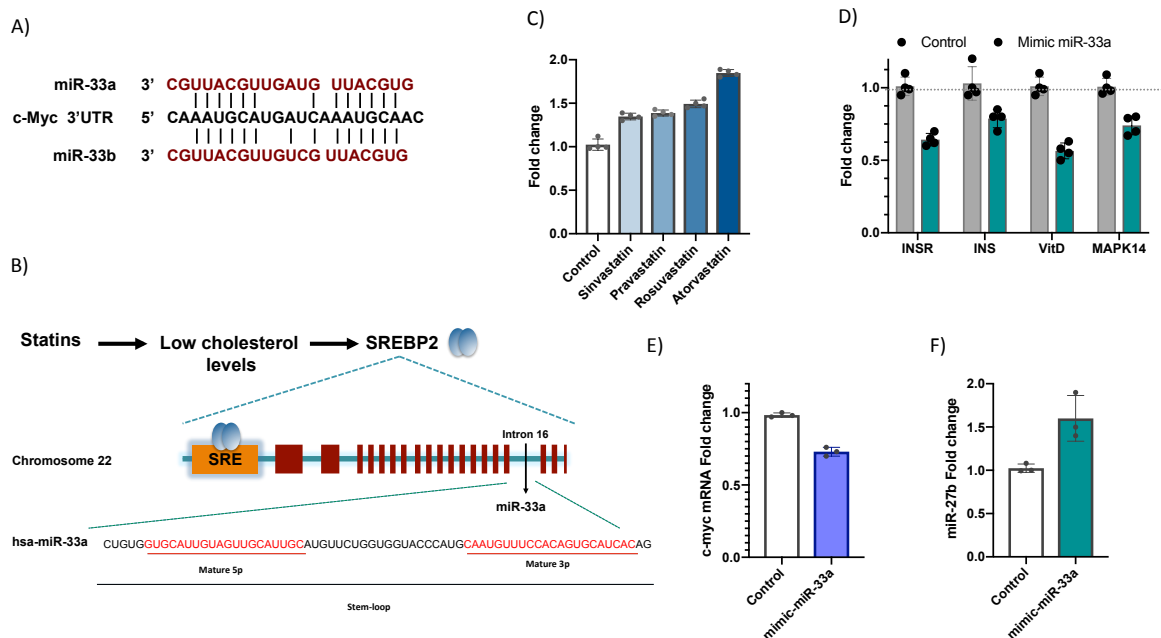 A)
miR-33a 3’ CGUUACGUUGAUG UUACGUG
c-Myc 3’UTR 5’ CAAAUGCAUGAUCAAAUGCAAC
miR-33b 3’ CGUUACGUUGUCG UUACGUG
B)
Statins
Low cholesterol
levels
SREBP2
Chromosome 22
SRE
Intron 16
miR-33a
hsa-miR-33a
CUGUGGUGCAUUGUAGUUGCAUUGCAUGUUCUGGUGGUACCCAUGCAAUGUUUCCACAGUGCAUCACAG
Mature 5p
Mature 3p
Stem-loop
C)
Fold change
2.0
1.5
1.0
0.5
0.0
Control
Sinvastatin
Pravastatin
Rosuvastatin
Atorvastatin
D)
Control
Mimic miR-33a
Fold change
1.0
0.5
0.0
INSR
INS
VitD
MAPK14
E)
c-myc mRNA Fold change
1.0
0.5
0.0
Control
mimic-miR-33a
F)
miR-27b Fold change
2.0
1.5
1.0
0.5
0.0
Control
mimic-miR-33a